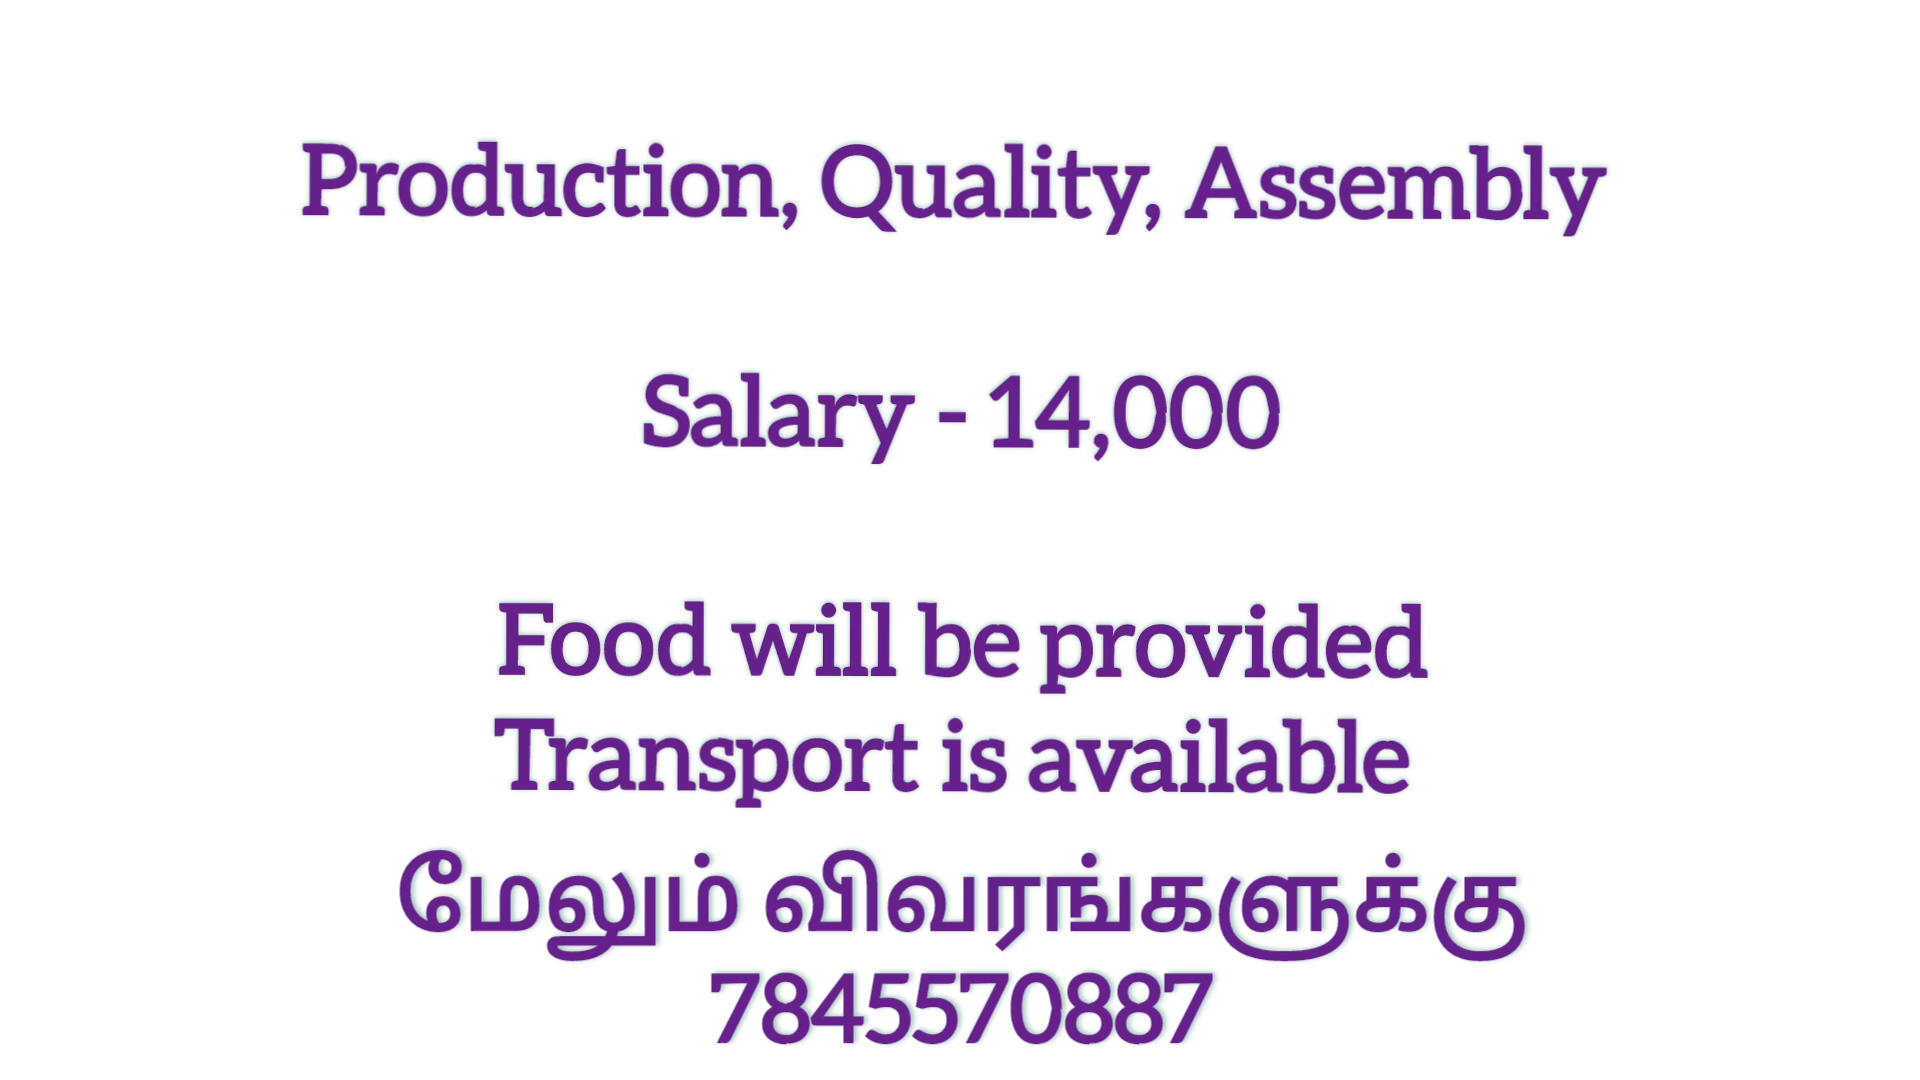 Production, Quality, Assembly
Salary - 14,000
Food will be provided
Transport is available
மேலும் விவரங்களுக்கு
7845570887